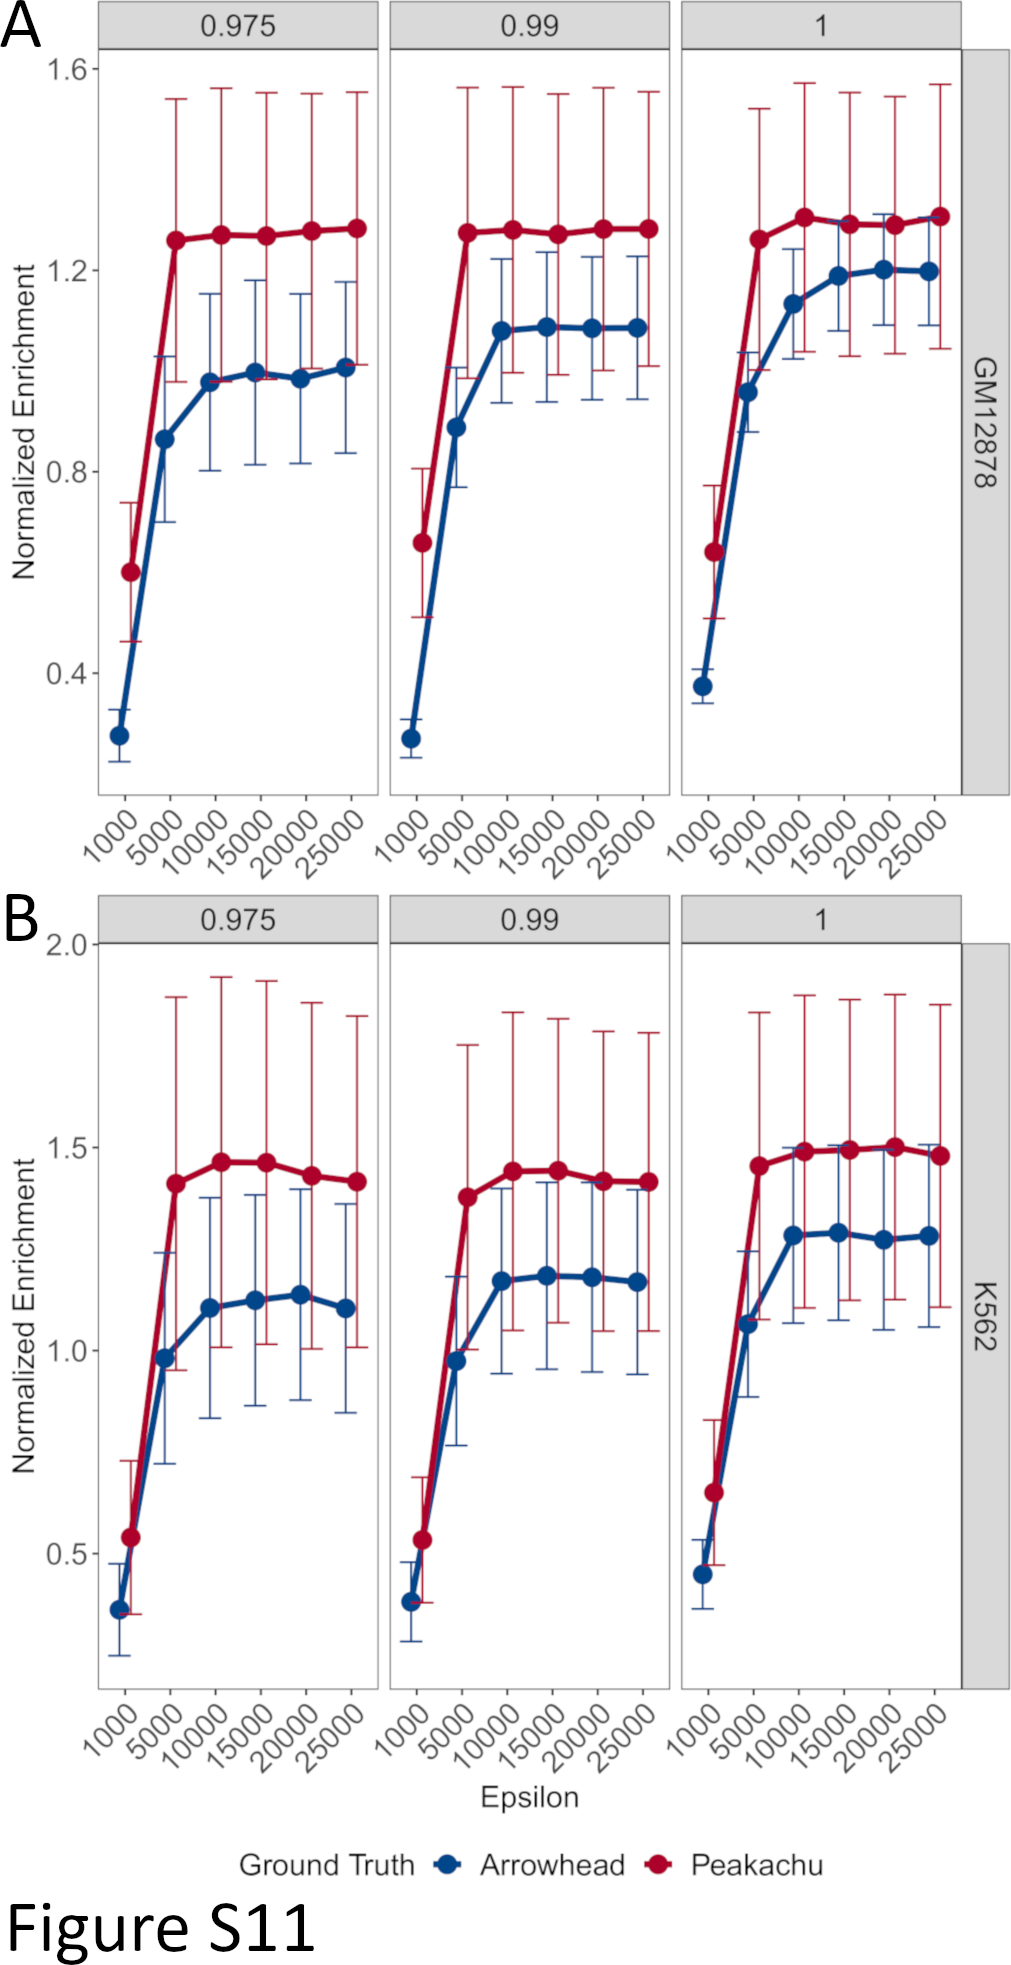 A
0.975 0.99 1
1.6
1.2
0.8
0.4
Normalized Enrichment
GM12878
1000 5000 10000 15000 20000 25000 1000 5000 10000 15000 20000 25000 1000 5000 10000 15000 20000 25000
B
0.975 0.99 1
2.0
1.5
1.0
0.5
Normalized Enrichment
K562
1000 5000 10000 15000 20000 25000 1000 5000 10000 15000 20000 25000 1000 5000 10000 15000 20000 25000
Epsilon
Ground Truth Arrowhead Peakachu
Figure S11